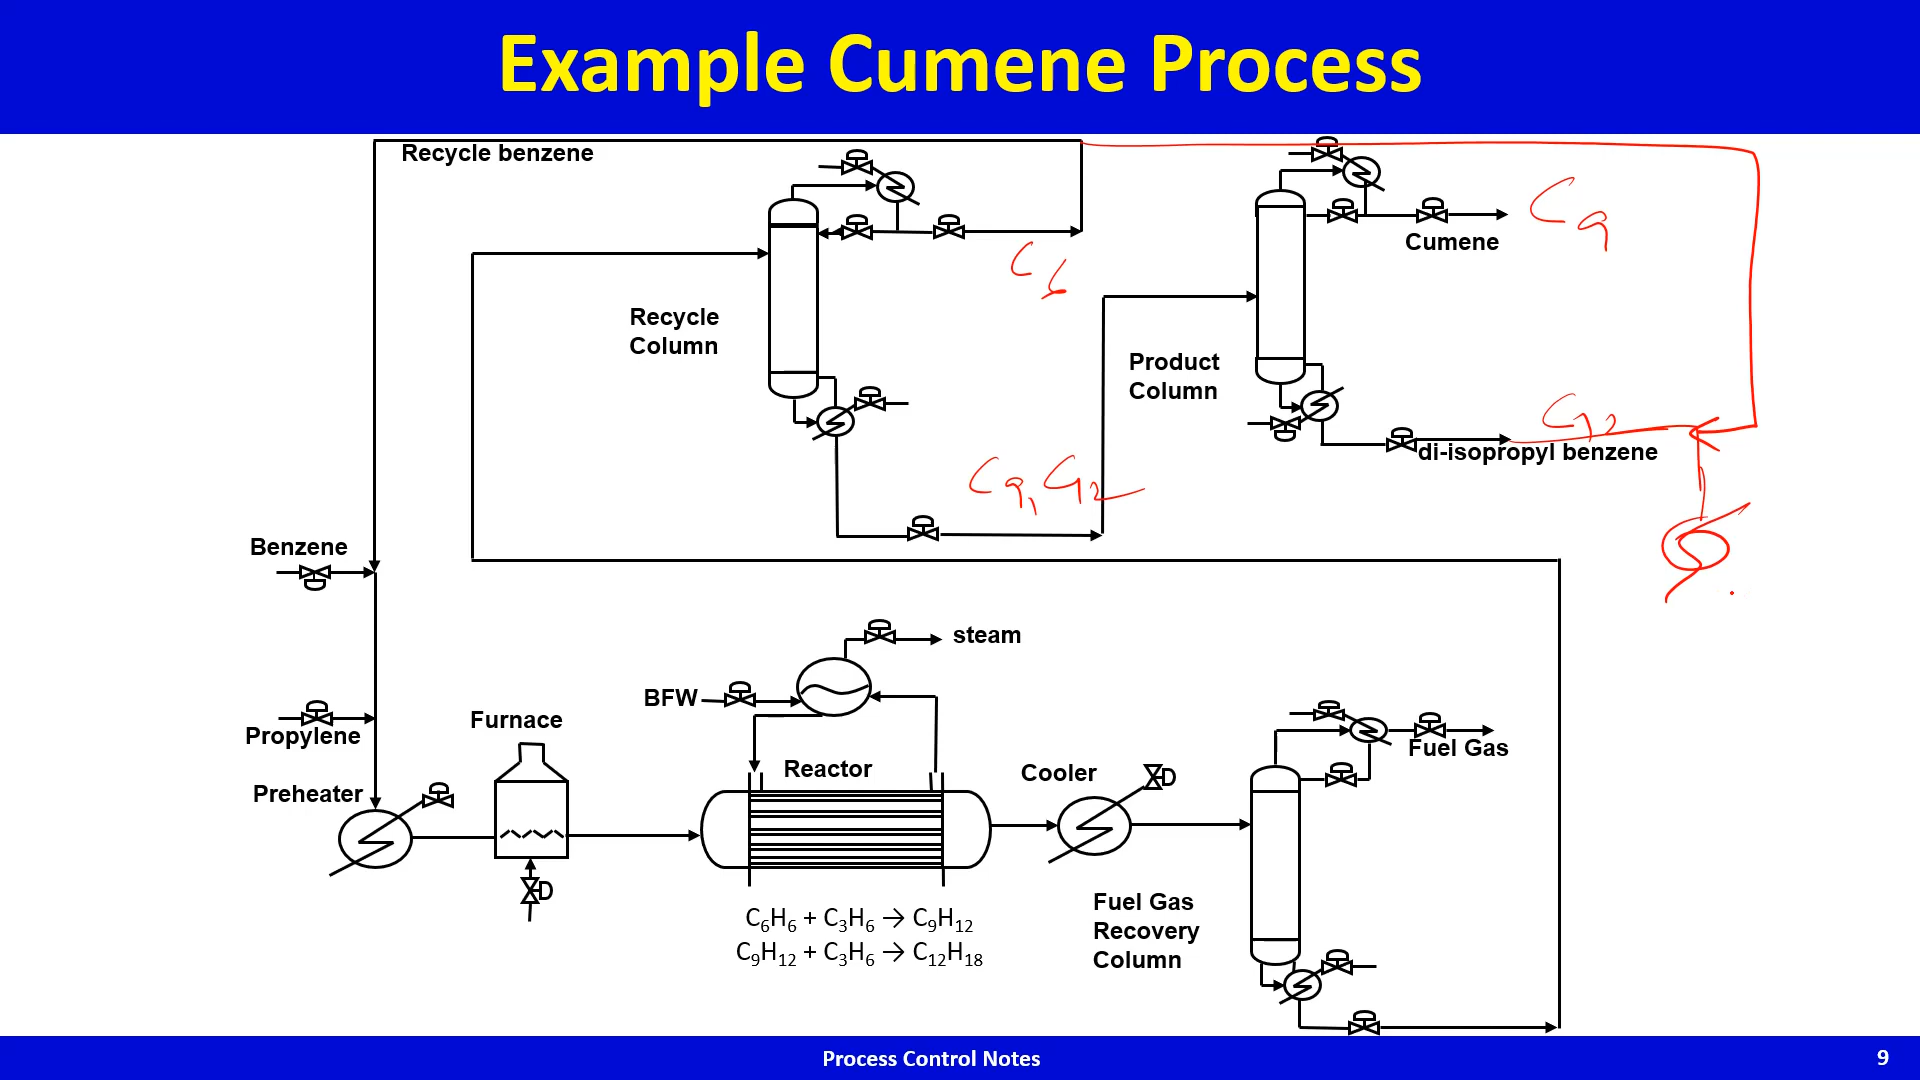 Example Cumene Process
Recycle benzene
C9
Cumene
C6
Recycle
Column
Product
Column
C12
di-isopropyl benzene
C9, C12
Benzene
steam
BFW
Propylene
Furnace
Fuel Gas
Preheater
Reactor
Cooler
Fuel Gas
Recovery
Column
C₆H₆ + C₃H₆ → C₉H₁₂
C₉H₁₂ + C₃H₆ → C₁₂H₁₈
Process Control Notes
9